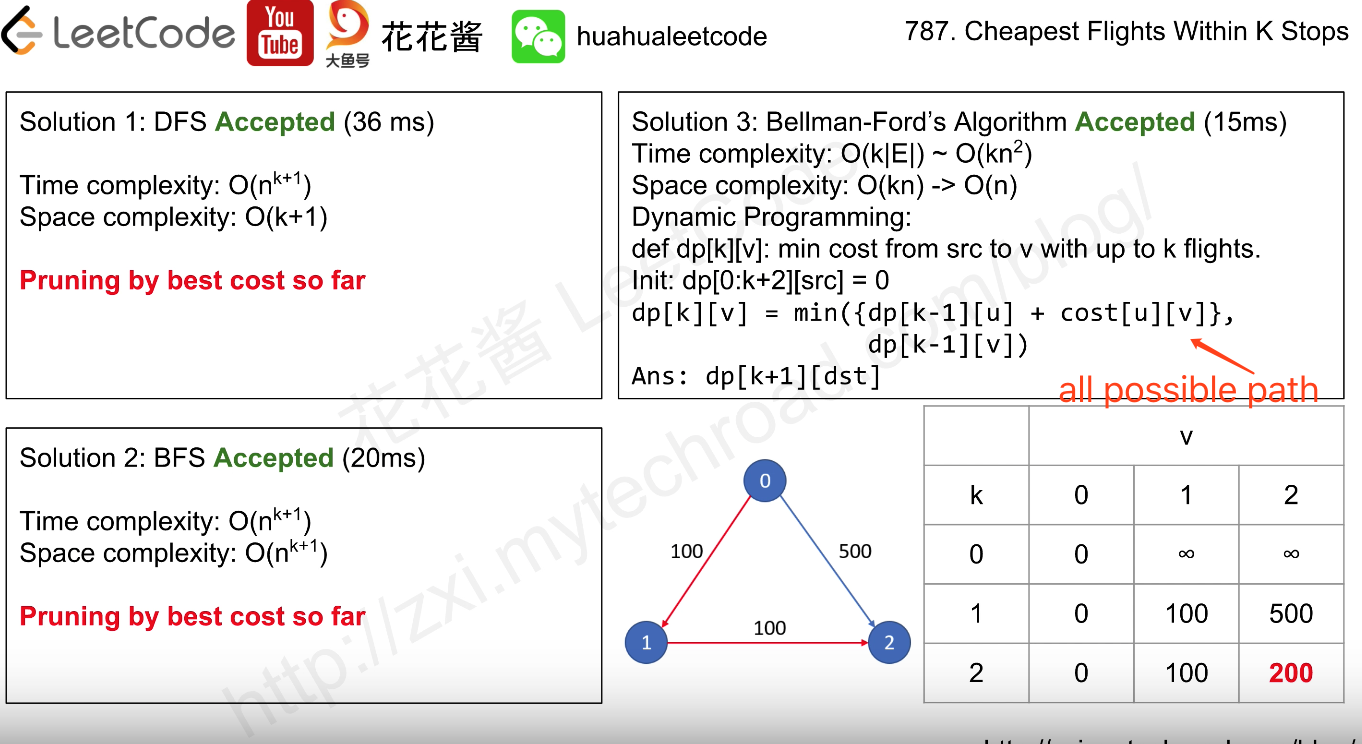 LeetCode
You
Tube
大鱼号
花花酱
huahualeetcode
787. Cheapest Flights Within K Stops
Solution 1: DFS Accepted (36 ms)
Time complexity: O(nᵏ⁺¹)
Space complexity: O(k+1)
Pruning by best cost so far
Solution 2: BFS Accepted (20ms)
Time complexity: O(nᵏ⁺¹)
Space complexity: O(nᵏ⁺¹)
Pruning by best cost so far
Solution 3: Bellman-Ford's Algorithm Accepted (15ms)
Time complexity: O(k|E|) ~ O(kn²)
Space complexity: O(kn) -> O(n)
Dynamic Programming:
def dp[k][v]: min cost from src to v with up to k flights.
Init: dp[0:k+2][src] = 0
dp[k][v] = min({dp[k-1][u] + cost[u][v]},
dp[k-1][v])
Ans: dp[k+1][dst]
all possible path
0
100
500
1
100
2
v
k 0 1 2
0 0 ∞ ∞
1 0 100 500
2 0 100 200
花花酱 LeetCode
http://zxi.mytechroad.com/blog/